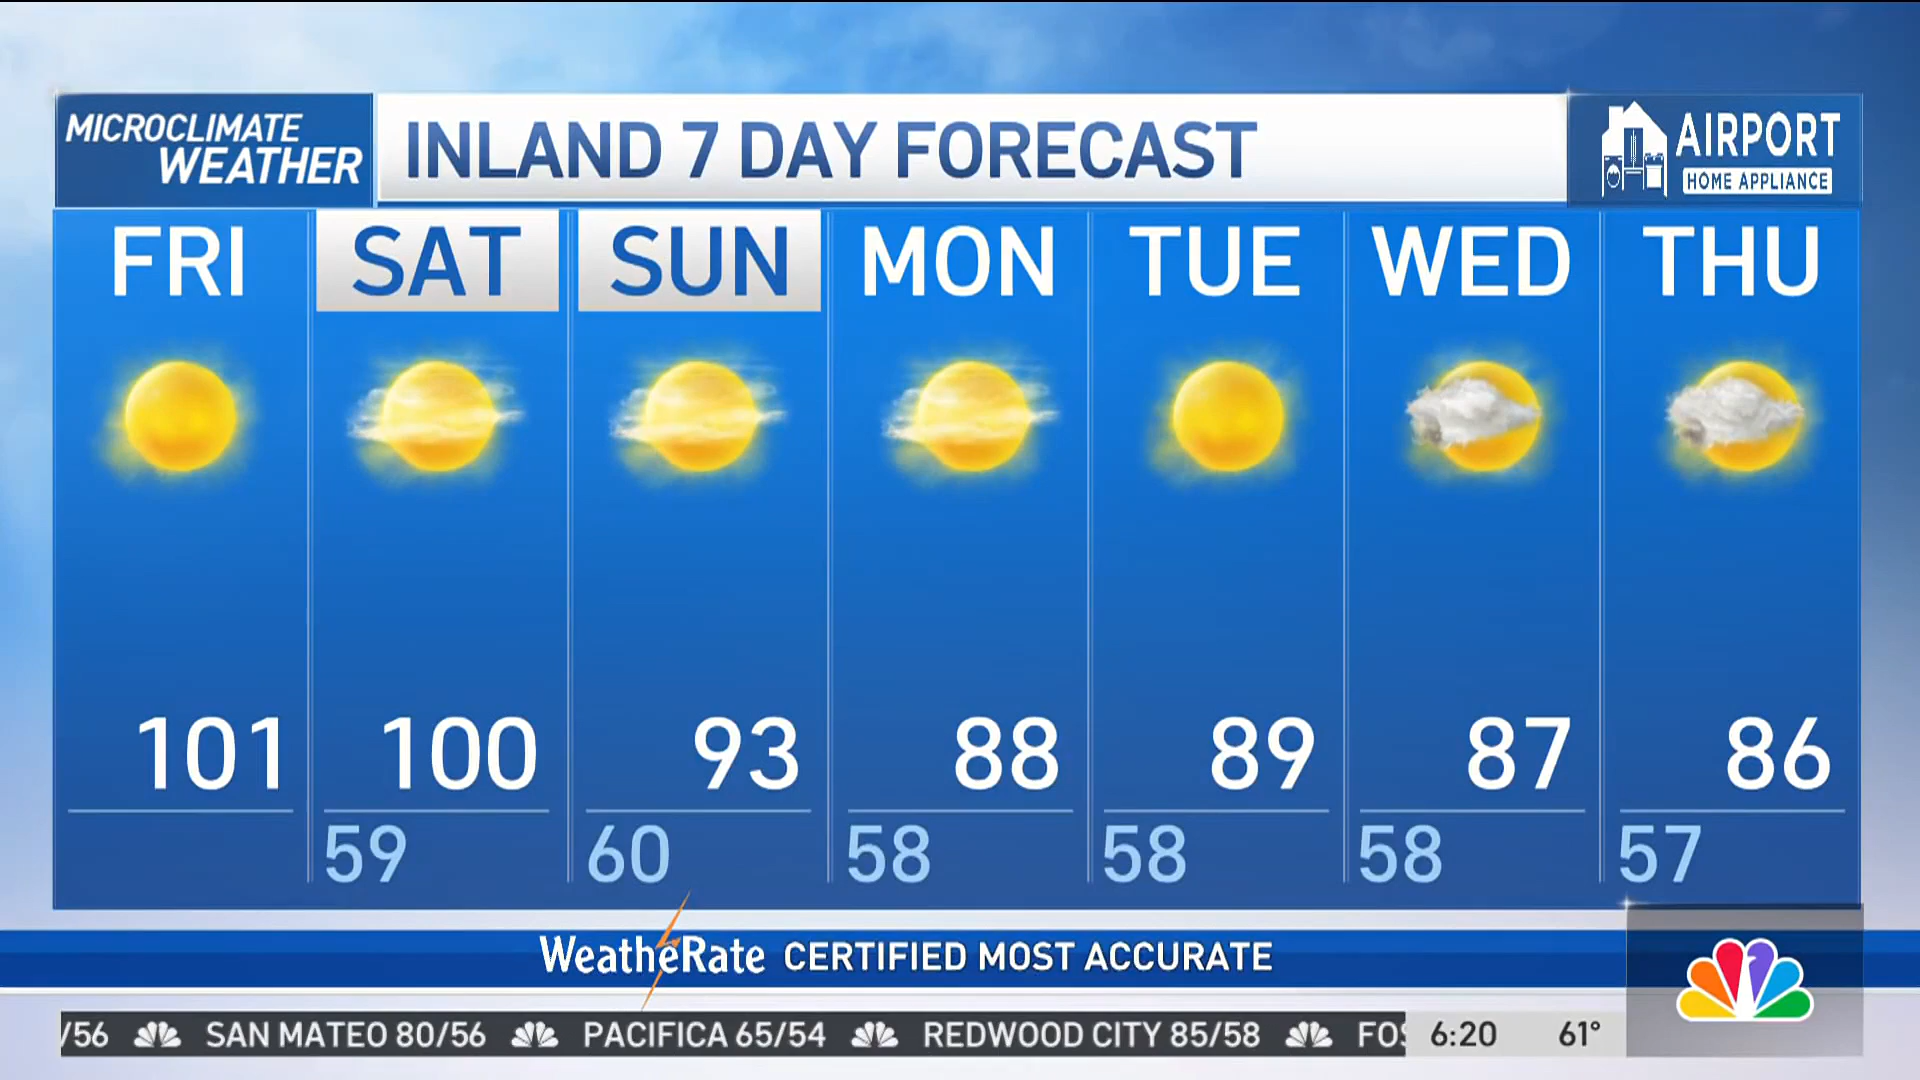 MICROCLIMATE
WEATHER
INLAND 7 DAY FORECAST
AIRPORT
HOME APPLIANCE
FRI SAT SUN MON TUE WED THU
101 100 93 88 89 87 86
59 60 58 58 58 57
WeatheRate CERTIFIED MOST ACCURATE
/56 SAN MATEO 80/56 PACIFICA 65/54 REDWOOD CITY 85/58 FOS 6:20 61°